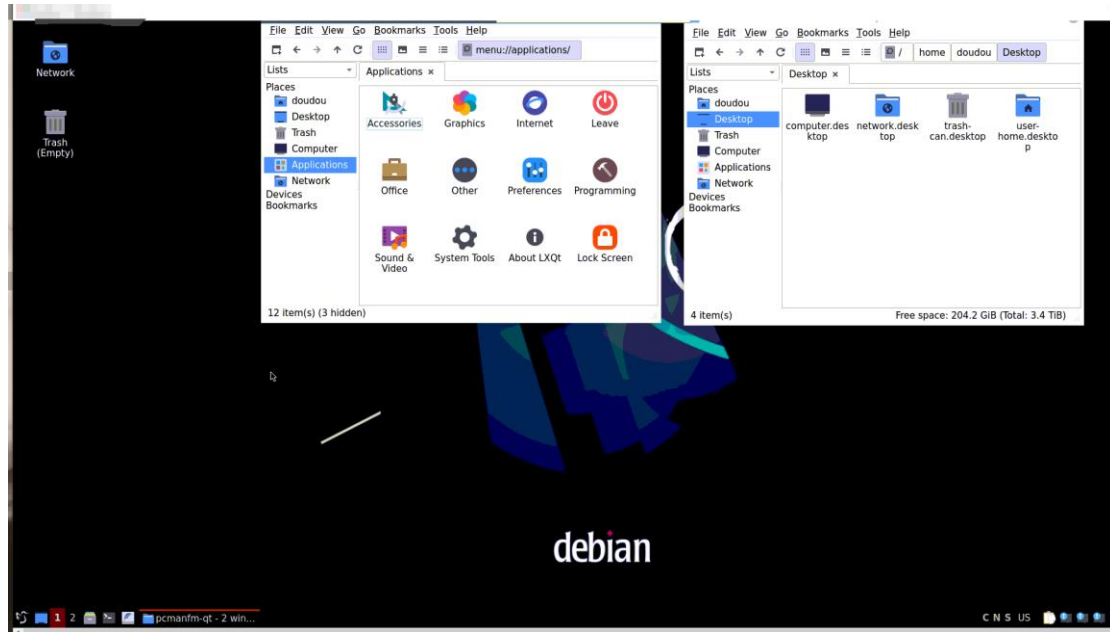 Network
Trash
(Empty)
File Edit View Go Bookmarks Tools Help
menu://applications/
Lists
Applications
Places
doudou
Desktop
Trash
Computer
Applications
Network
Devices
Bookmarks
Accessories Graphics Internet Leave
Office Other Preferences Programming
Sound & Video System Tools About LXQt Lock Screen
12 item(s) (3 hidden)
File Edit View Go Bookmarks Tools Help
/ home doudou Desktop
Lists
Desktop
Places
doudou
Desktop
Trash
Computer
Applications
Network
Devices
Bookmarks
computer.des
ktop
network.desk
top
trash-
can.desktop
user-
home.deskto
p
4 item(s) Free space: 204.2 GiB (Total: 3.4 TiB)
debian
1 2 pcmanfm-qt - 2 win...
C N S US